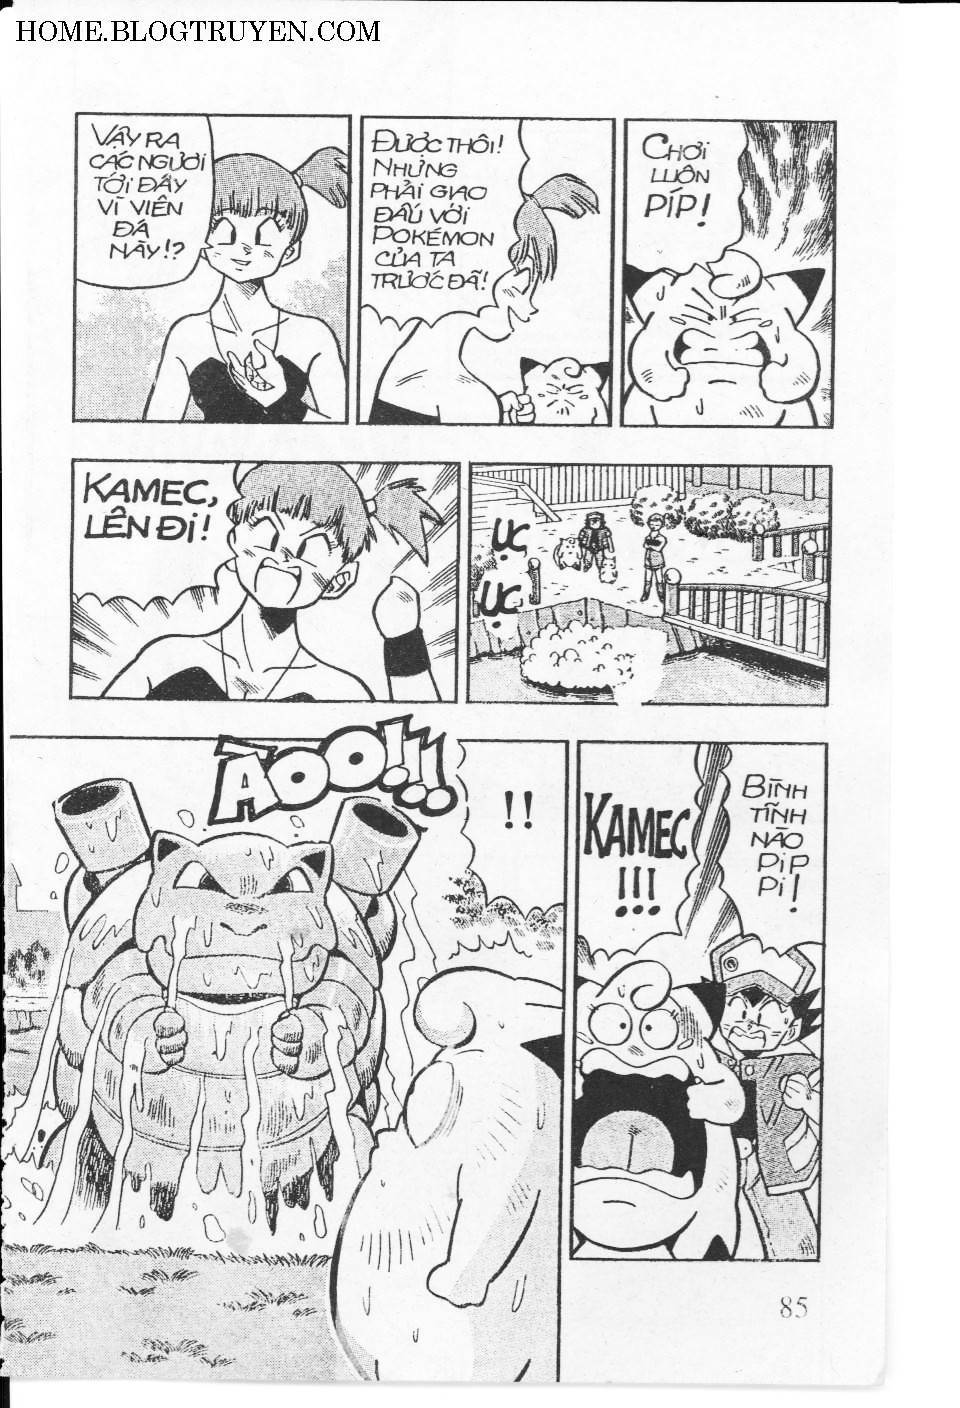 HOME.BLOGTRUYEN.COM
VẬY RA
CÁC NGƯƠI
TỚI ĐÂY
VÌ VIÊN
ĐÁ
NÀY!?
ĐƯỢC THÔI!
NHƯNG
PHẢI GIAO
ĐẤU VỚI
POKÉMON
CỦA TA
TRƯỚC ĐÃ!
CHƠI
LUÔN
PÍP!
KAMEC,
LÊN ĐI!
ỤC
ỤC
ÀOO!!!
!!
KAMEC
!!!
BÌNH
TĨNH
NÀO
PIP
PI!
85